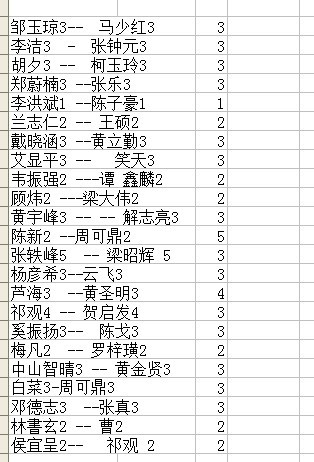 邹玉琼3-- 马少红3 3
李洁3 - 张钟元3 3
胡夕3 -- 柯玉玲3 3
郑蔚楠3 --张乐3 3
李洪斌1 --陈子豪1 1
兰志仁2 -- 王硕2 2
戴晓涵3 --黄立勤3 3
艾显平3 -- 笑天3 3
韦振强2 ---谭 鑫麟2 2
顾炜2 ---梁大伟2 2
黄宇峰3 -- -- 解志亮3 3
陈新2 --周可鼎2 5
张轶峰5 -- 梁昭辉 5 3
杨彦希3--云飞3 3
芦海3 --黄圣明3 4
祁观4 -- 贺启发4 3
奚振扬3-- 陈戈3 3
梅凡2 -- 罗梓璜2 2
中山智晴3 -- 黄金贤3 3
白菜3-周可鼎3 3
邓德志3 --张真3 3
林書玄2 -- 曹2 2
侯宜呈2-- 祁观 2 2